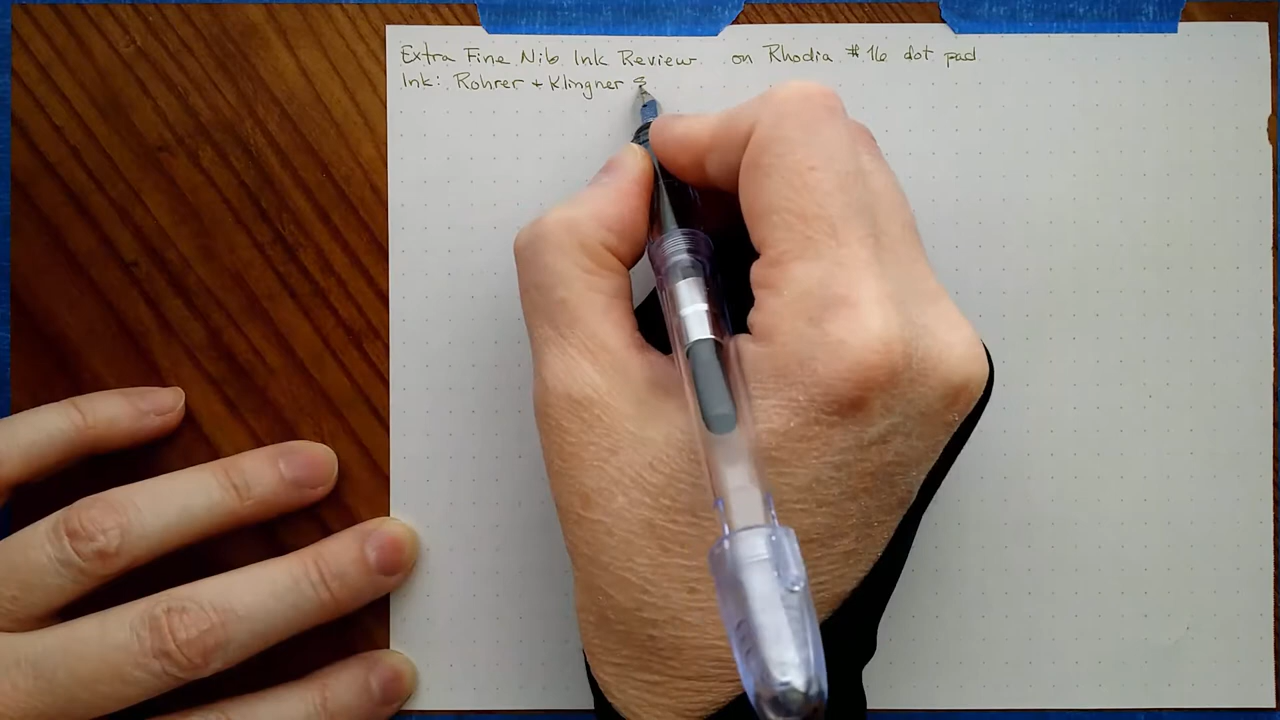 Extra Fine Nib Ink Review on Rhodia #16 dot pad
Ink: Rohrer + Klingner S